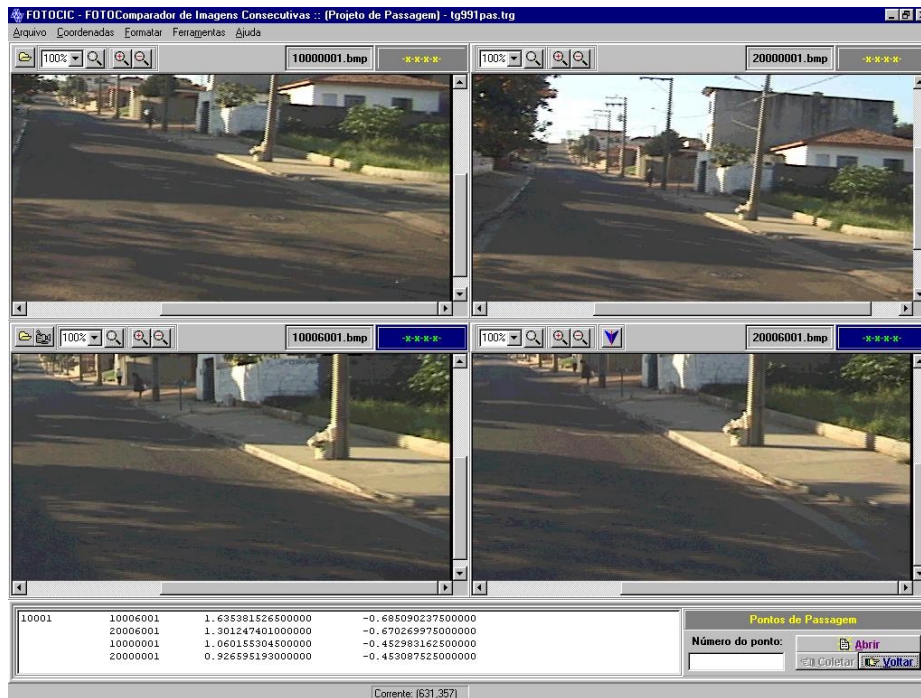 FOTOCIC - FOTOComparador de Imagens Consecutivas :: (Projeto de Passagem) - tg991pas.trg
Arquivo Coordenadas Formatar Ferramentas Ajuda
100% 10000001.bmp -x-x-x-x-
100% 20000001.bmp -x-x-x-x-
100% 10006001.bmp -x-x-x-x-
100% 20006001.bmp -x-x-x-x-
10001 10006001 1.635381526500000 -0.685090237500000
20006001 1.301247401000000 -0.670269975000000
10000001 1.060155304500000 -0.452983162500000
20000001 0.926595193000000 -0.453087525000000
Pontos de Passagem
Número do ponto:
Abrir
Coletar Voltar
Corrente: (631,357)